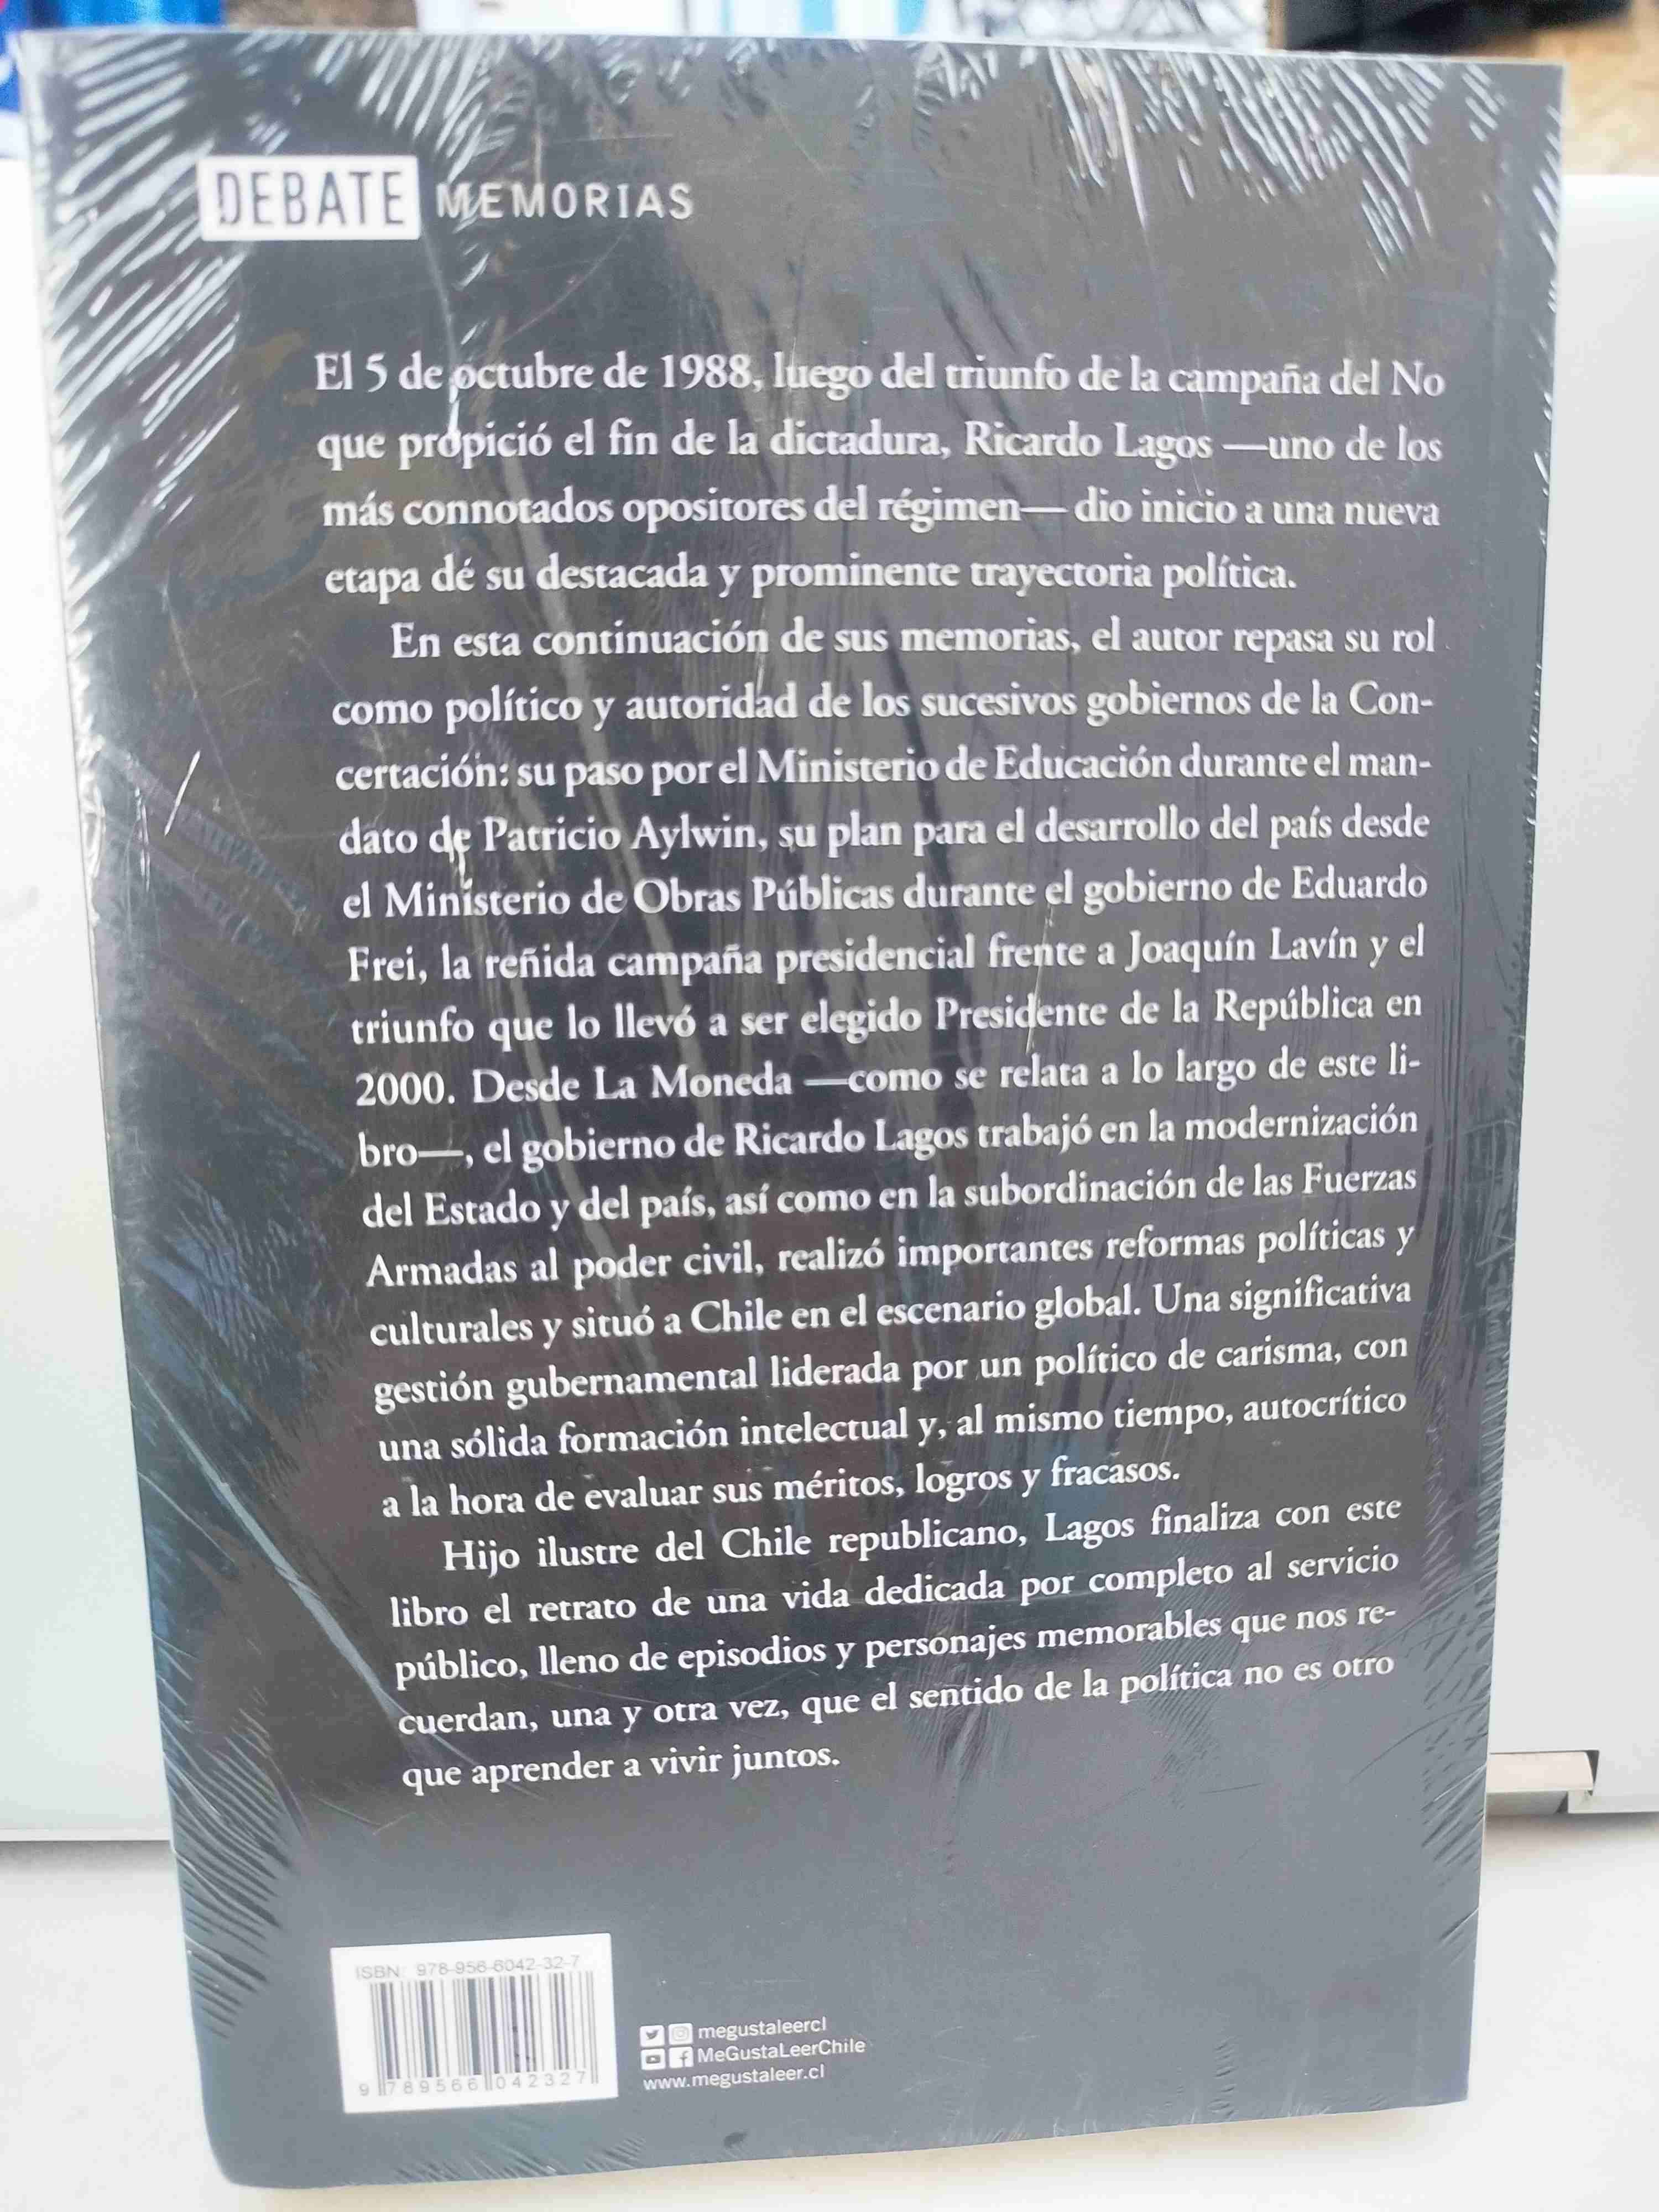 DEBATE MEMORIAS
El 5 de octubre de 1988, luego del triunfo de la campaña del No
que propició el fin de la dictadura, Ricardo Lagos —uno de los
más connotados opositores del régimen— dio inicio a una nueva
etapa de su destacada y prominente trayectoria política.
En esta continuación de sus memorias, el autor repasa su rol
como político y autoridad de los sucesivos gobiernos de la Con-
certación: su paso por el Ministerio de Educación durante el man-
dato de Patricio Aylwin, su plan para el desarrollo del país desde
el Ministerio de Obras Públicas durante el gobierno de Eduardo
Frei, la reñida campaña presidencial frente a Joaquín Lavín y el
triunfo que lo llevó a ser elegido Presidente de la República en
2000. Desde La Moneda —como se relata a lo largo de este li-
bro—, el gobierno de Ricardo Lagos trabajó en la modernización
del Estado y del país, así como en la subordinación de las Fuerzas
Armadas al poder civil, realizó importantes reformas políticas y
culturales y situó a Chile en el escenario global. Una significativa
gestión gubernamental liderada por un político de carisma, con
una sólida formación intelectual y, al mismo tiempo, autocrítico
a la hora de evaluar sus méritos, logros y fracasos.
Hijo ilustre del Chile republicano, Lagos finaliza con este
libro el retrato de una vida dedicada por completo al servicio
público, lleno de episodios y personajes memorables que nos re-
cuerdan, una y otra vez, que el sentido de la política no es otro
que aprender a vivir juntos.
ISBN: 978-956-6042-32-7
9 789566 042327
megustaleercl
MeGustaLeerChile
www.megustaleer.cl